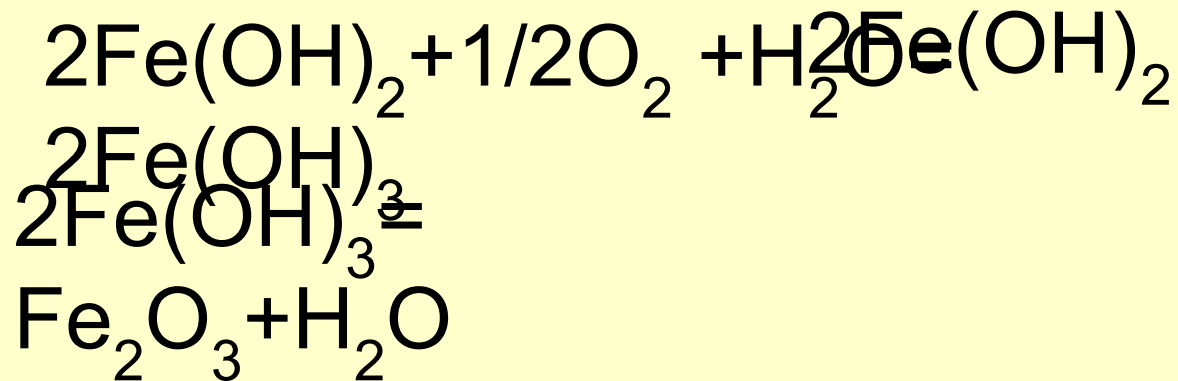 2Fe(OH)₂+1/2O₂ +H₂O=
2Fe(OH)₂
2Fe(OH)₃
2Fe(OH)₃=
Fe₂O₃+H₂O